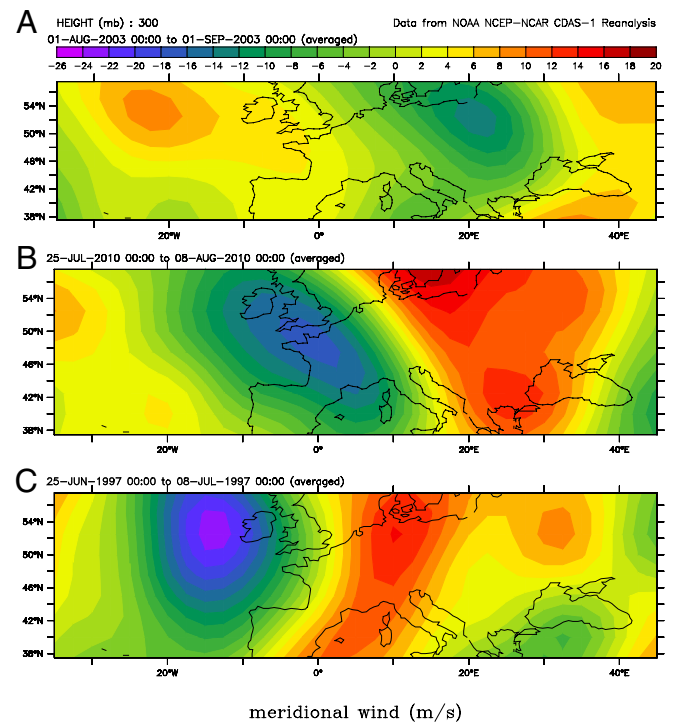 A
HEIGHT (mb) : 300 Data from NOAA NCEP-NCAR CDAS-1 Reanalysis
01-AUG-2003 00:00 to 01-SEP-2003 00:00 (averaged)
-26 -24 -22 -20 -18 -16 -14 -12 -10 -8 -6 -4 -2 0 2 4 6 8 10 12 14 16 18 20
54°N
50°N
46°N
42°N
38°N
20°W 0° 20°E 40°E
B
25-JUL-2010 00:00 to 08-AUG-2010 00:00 (averaged)
54°N
50°N
46°N
42°N
38°N
20°W 0° 20°E 40°E
C
25-JUN-1997 00:00 to 08-JUL-1997 00:00 (averaged)
54°N
50°N
46°N
42°N
38°N
20°W 0° 20°E 40°E
meridional wind (m/s)